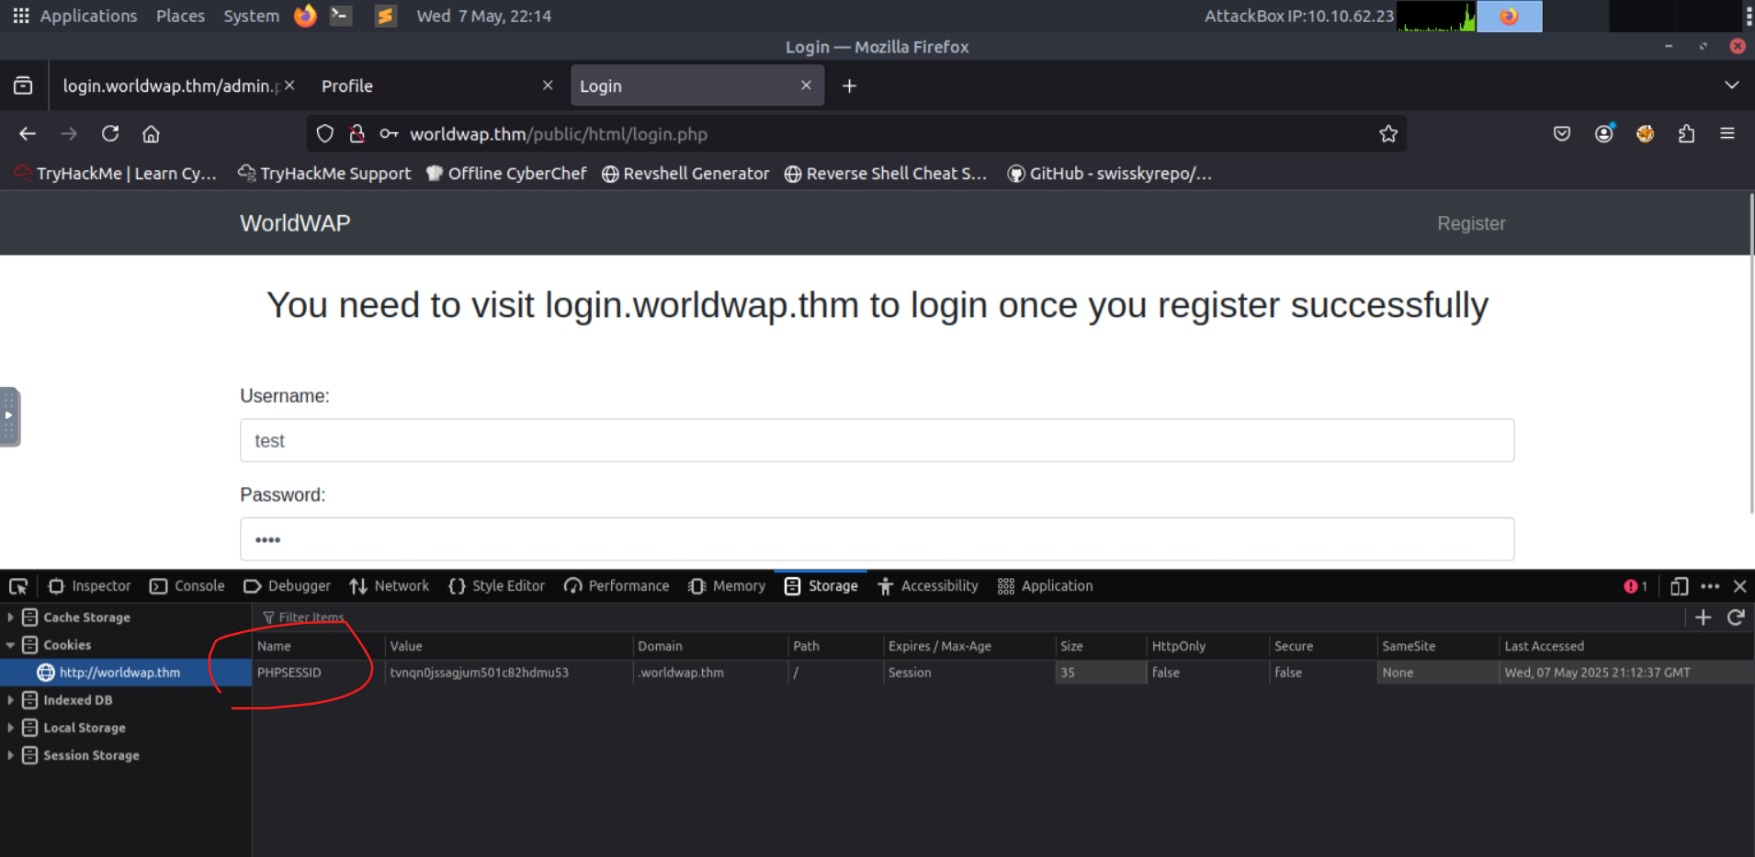 Applications Places System Wed 7 May, 22:14 AttackBox IP:10.10.62.23
Login — Mozilla Firefox
login.worldwap.thm/admin.p Profile Login
worldwap.thm/public/html/login.php
TryHackMe | Learn Cy... TryHackMe Support Offline CyberChef Revshell Generator Reverse Shell Cheat S... GitHub - swisskyrepo/...
WorldWAP Register
You need to visit login.worldwap.thm to login once you register successfully
Username:
test
Password:
••••
Inspector Console Debugger Network Style Editor Performance Memory Storage Accessibility Application 1
Cache Storage Filter Items
Cookies Name Value Domain Path Expires / Max-Age Size HttpOnly Secure SameSite Last Accessed
http://worldwap.thm PHPSESSID tvnqn0jssagjum501c82hdmu53 .worldwap.thm / Session 35 false false None Wed, 07 May 2025 21:12:37 GMT
Indexed DB
Local Storage
Session Storage